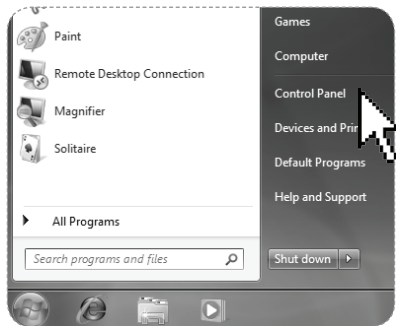 Paint
Remote Desktop Connection
Magnifier
Solitaire
All Programs
Search programs and files
Games
Computer
Control Panel
Devices and
Default Programs
Help and Support
Shut down